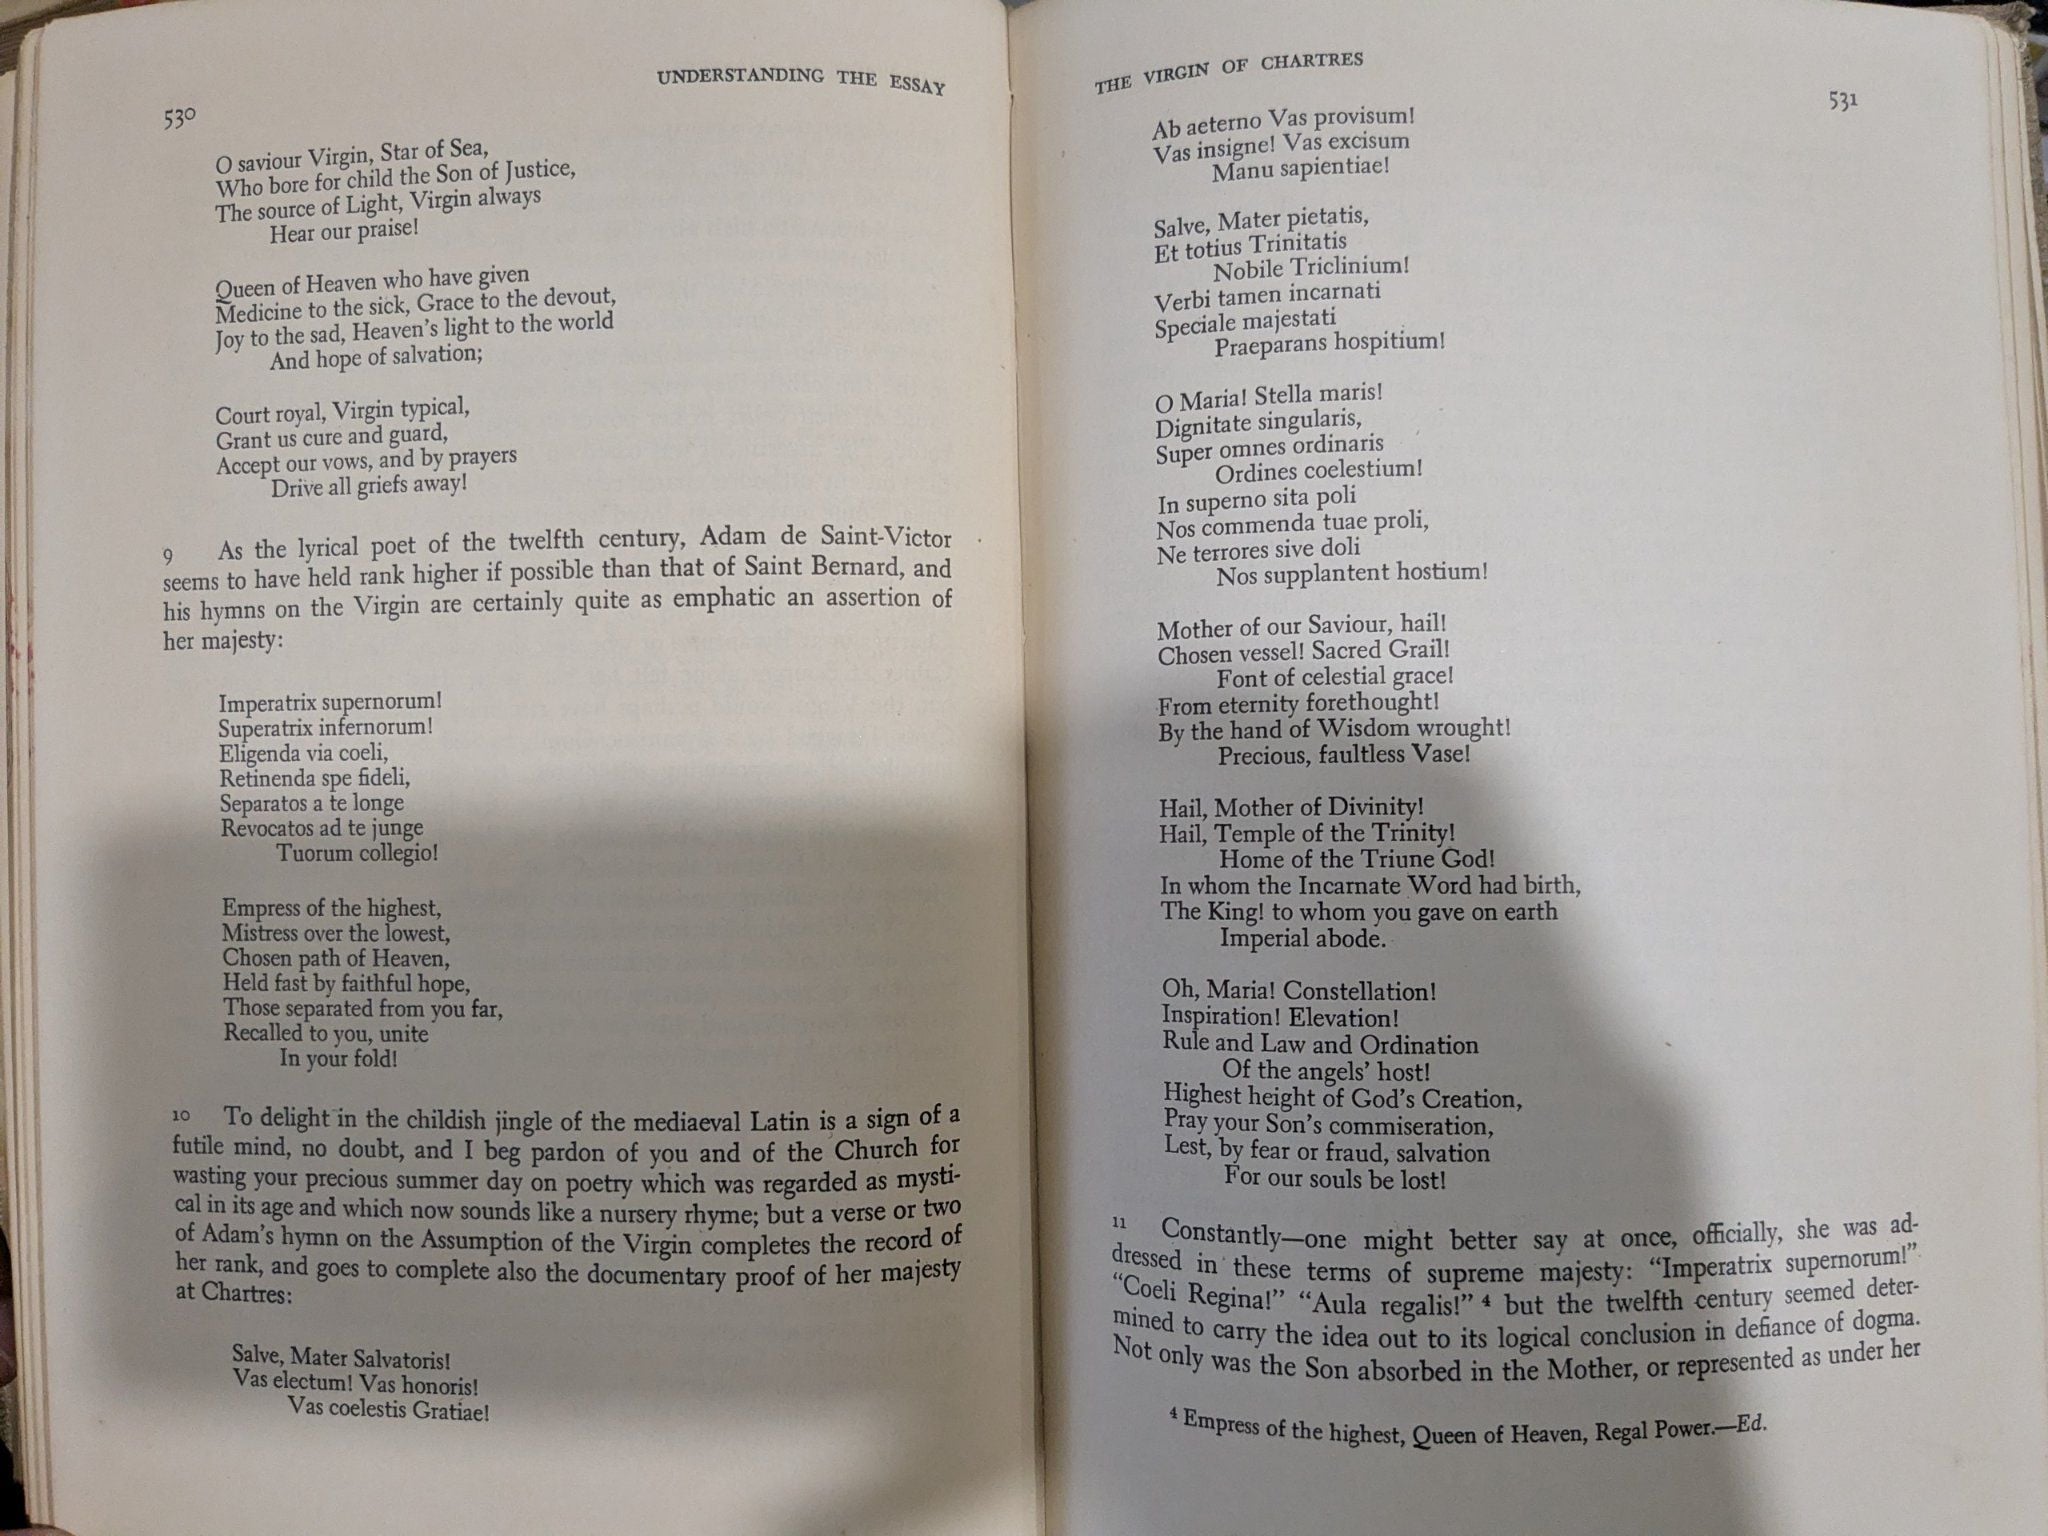 UNDERSTANDING THE ESSAY
530
O saviour Virgin, Star of Sea,
Who bore for child the Son of Justice,
The source of Light, Virgin always
Hear our praise!
Queen of Heaven who have given
Medicine to the sick, Grace to the devout,
Joy to the sad, Heaven's light to the world
And hope of salvation;
Court royal, Virgin typical,
Grant us cure and guard,
Accept our vows, and by prayers
Drive all griefs away!
9 As the lyrical poet of the twelfth century, Adam de Saint-Victor
seems to have held rank higher if possible than that of Saint Bernard, and
his hymns on the Virgin are certainly quite as emphatic an assertion of
her majesty:
Imperatrix supernorum!
Superatrix infernorum!
Eligenda via coeli,
Retinenda spe fideli,
Separatos a te longe
Revocatos ad te junge
Tuorum collegio!
Empress of the highest,
Mistress over the lowest,
Chosen path of Heaven,
Held fast by faithful hope,
Those separated from you far,
Recalled to you, unite
In your fold!
10 To delight in the childish jingle of the mediaeval Latin is a sign of a
futile mind, no doubt, and I beg pardon of you and of the Church for
wasting your precious summer day on poetry which was regarded as mysti-
cal in its age and which now sounds like a nursery rhyme; but a verse or two
of Adam's hymn on the Assumption of the Virgin completes the record of
her rank, and goes to complete also the documentary proof of her majesty
at Chartres:
Salve, Mater Salvatoris!
Vas electum! Vas honoris!
Vas coelestis Gratiae!
THE VIRGIN OF CHARTRES
531
Ab aeterno Vas provisum!
Vas insigne! Vas excisum
Manu sapientiae!
Salve, Mater pietatis,
Et totius Trinitatis
Nobile Triclinium!
Verbi tamen incarnati
Speciale majestati
Praeparans hospitium!
O Maria! Stella maris!
Dignitate singularis,
Super omnes ordinaris
Ordines coelestium!
In superno sita poli
Nos commenda tuae proli,
Ne terrores sive doli
Nos supplantent hostium!
Mother of our Saviour, hail!
Chosen vessel! Sacred Grail!
Font of celestial grace!
From eternity forethought!
By the hand of Wisdom wrought!
Precious, faultless Vase!
Hail, Mother of Divinity!
Hail, Temple of the Trinity!
Home of the Triune God!
In whom the Incarnate Word had birth,
The King! to whom you gave on earth
Imperial abode.
Oh, Maria! Constellation!
Inspiration! Elevation!
Rule and Law and Ordination
Of the angels' host!
Highest height of God's Creation,
Pray your Son's commiseration,
Lest, by fear or fraud, salvation
For our souls be lost!
11 Constantly—one might better say at once, officially, she was ad-
dressed in these terms of supreme majesty: "Imperatrix supernorum!"
"Coeli Regina!" "Aula regalis!" 4 but the twelfth century seemed deter-
mined to carry the idea out to its logical conclusion in defiance of dogma.
Not only was the Son absorbed in the Mother, or represented as under her
4 Empress of the highest, Queen of Heaven, Regal Power.—Ed.